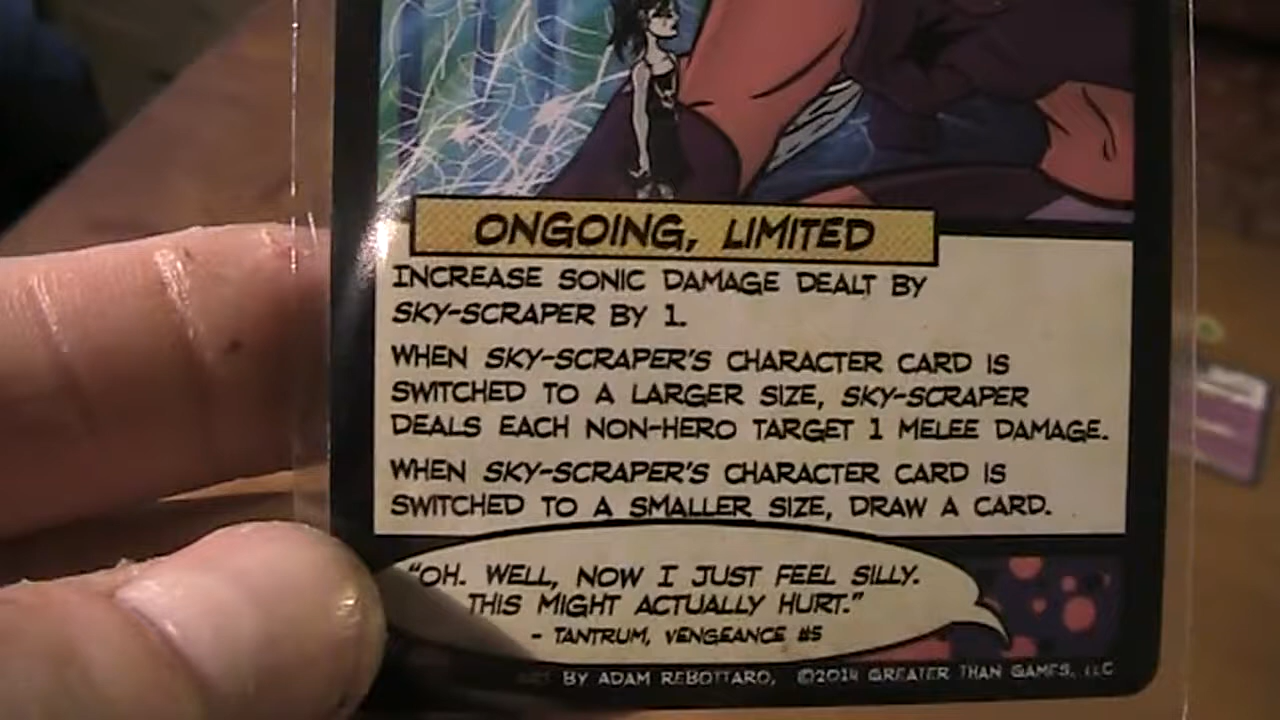 ONGOING, LIMITED
INCREASE SONIC DAMAGE DEALT BY
SKY-SCRAPER BY 1.
WHEN SKY-SCRAPER'S CHARACTER CARD IS
SWITCHED TO A LARGER SIZE, SKY-SCRAPER
DEALS EACH NON-HERO TARGET 1 MELEE DAMAGE.
WHEN SKY-SCRAPER'S CHARACTER CARD IS
SWITCHED TO A SMALLER SIZE, DRAW A CARD.
"OH. WELL, NOW I JUST FEEL SILLY.
THIS MIGHT ACTUALLY HURT."
- TANTRUM, VENGEANCE #5
BY ADAM REBOTTARO, ©2014 GREATER THAN GAMES, LLC